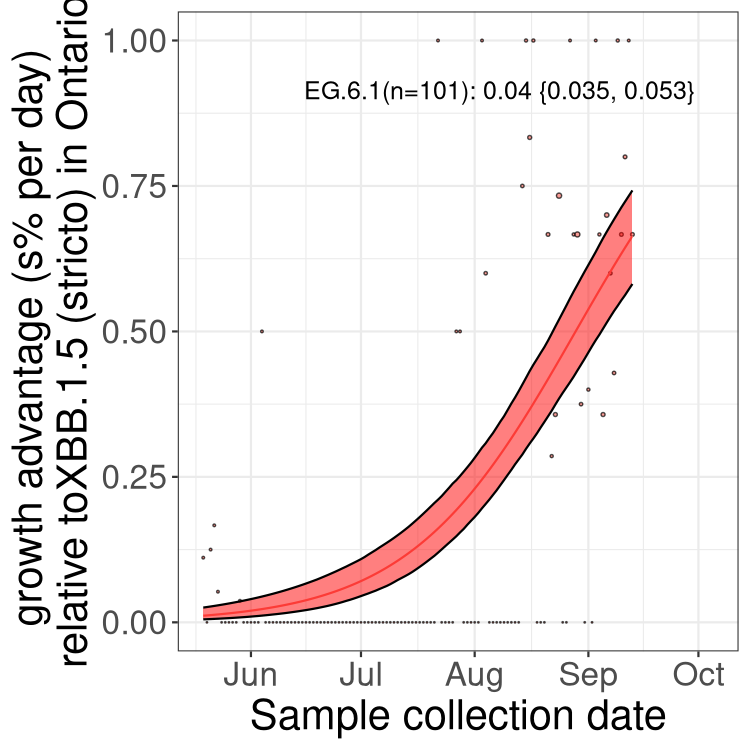 growth advantage (s% per day)
relative toXBB.1.5 (stricto) in Ontario
1.00
0.75
0.50
0.25
0.00
EG.6.1(n=101): 0.04 {0.035, 0.053}
Jun Jul Aug Sep Oct
Sample collection date